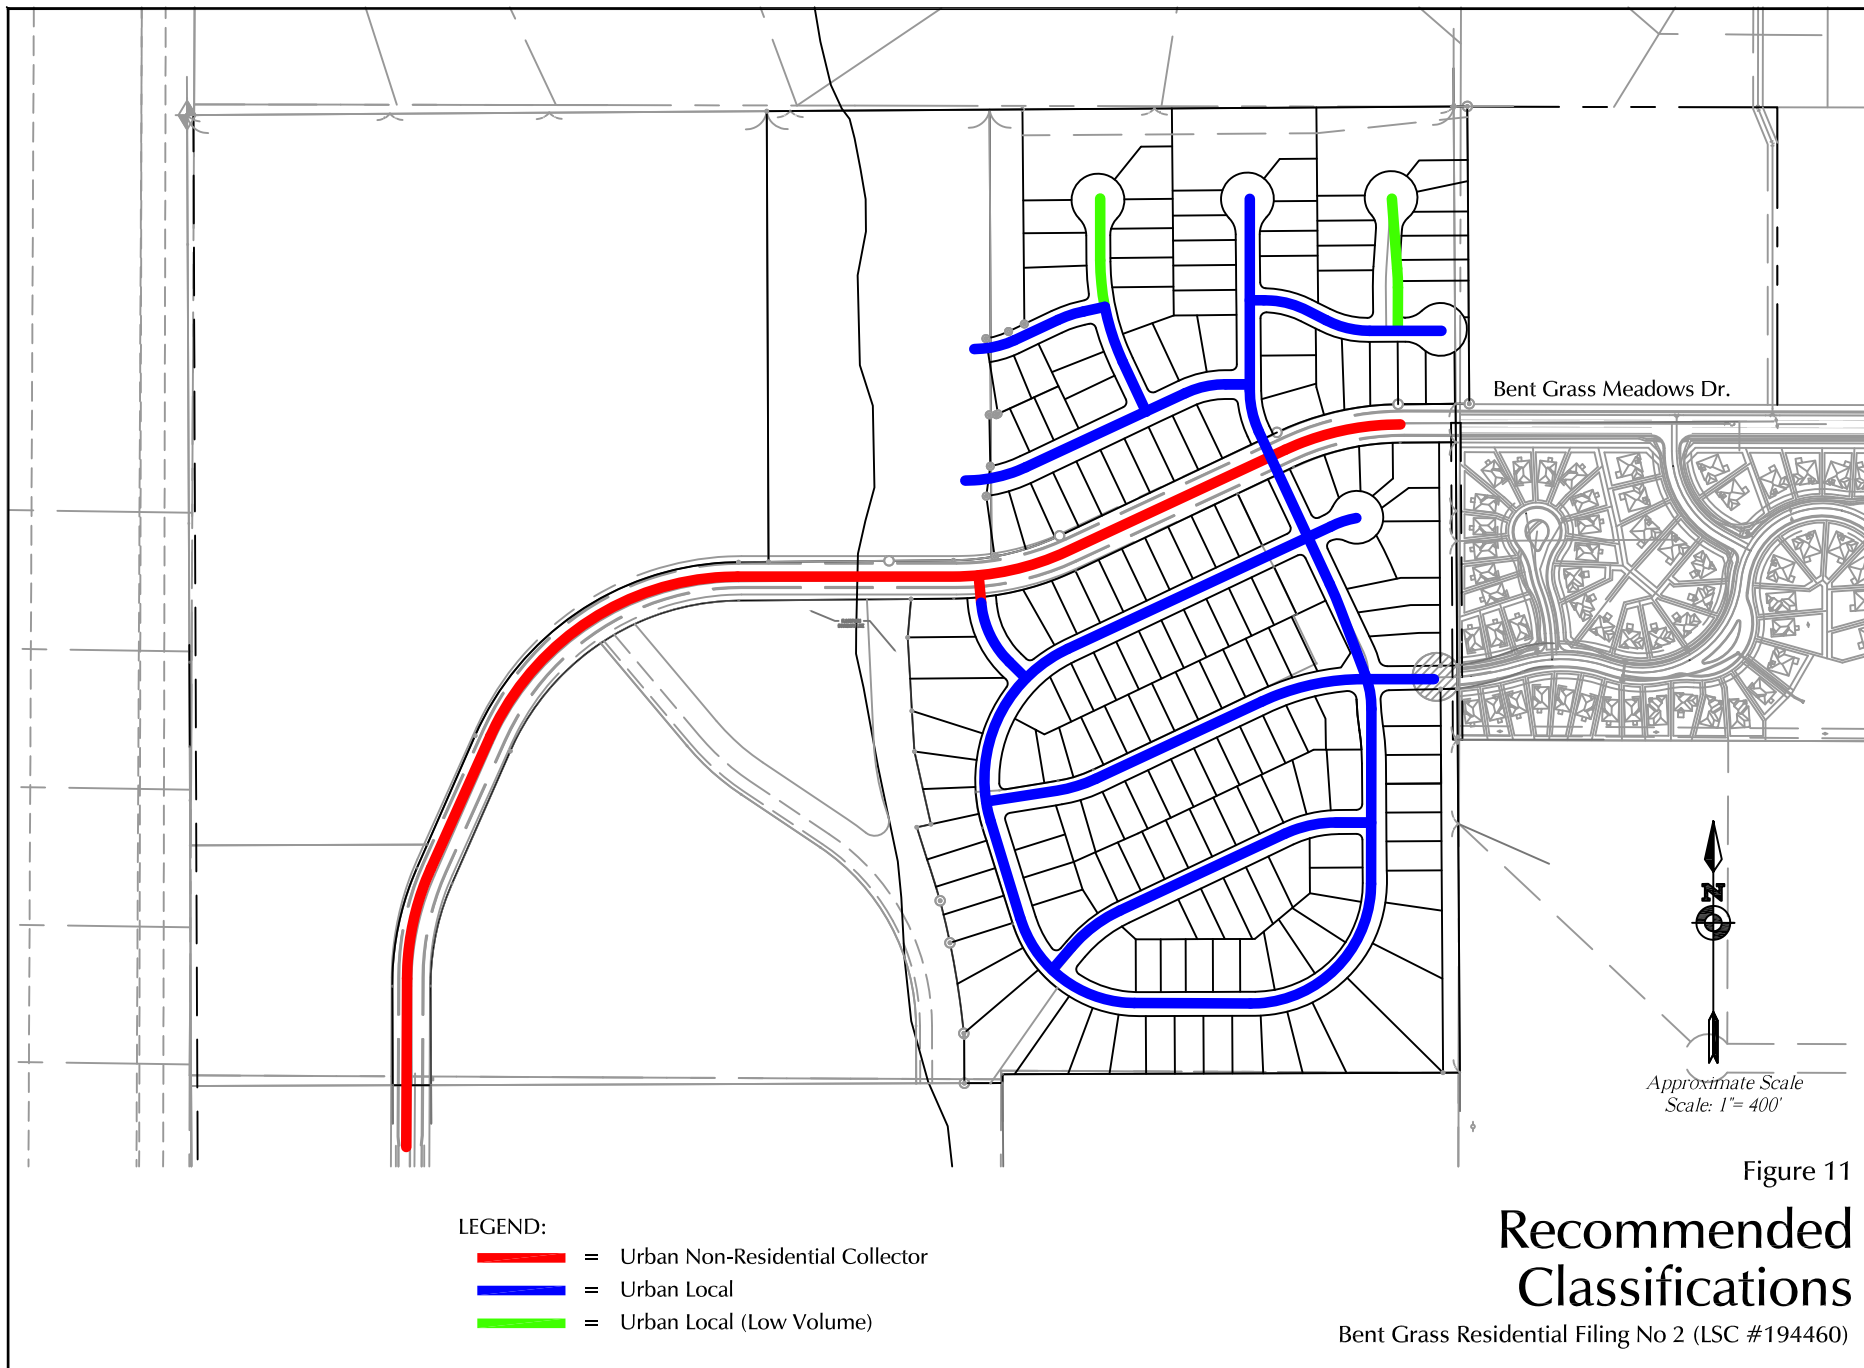 Bent Grass Meadows Dr.
N
Approximate Scale
Scale: 1"= 400'
Figure 11
LEGEND:
= Urban Non-Residential Collector
= Urban Local
= Urban Local (Low Volume)
Recommended
Classifications
Bent Grass Residential Filing No 2 (LSC #194460)